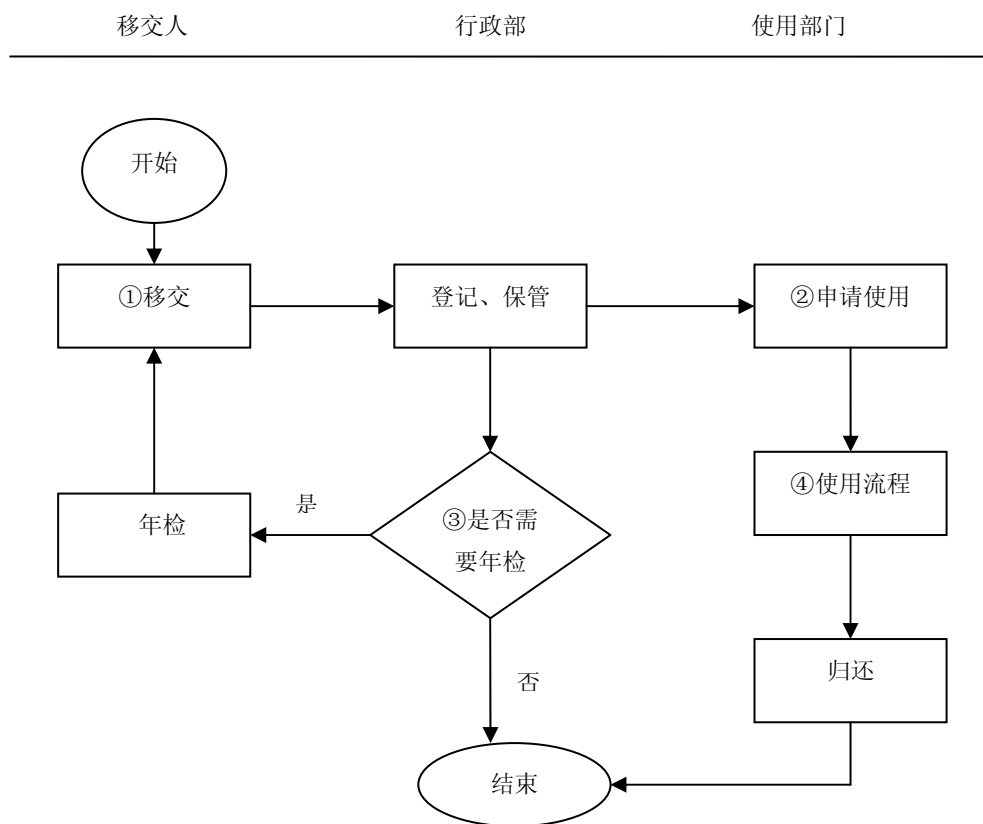 移交人
行政部
使用部门
开始
①移交
登记、保管
②申请使用
年检
是
③是否需
要年检
④使用流程
归还
否
结束